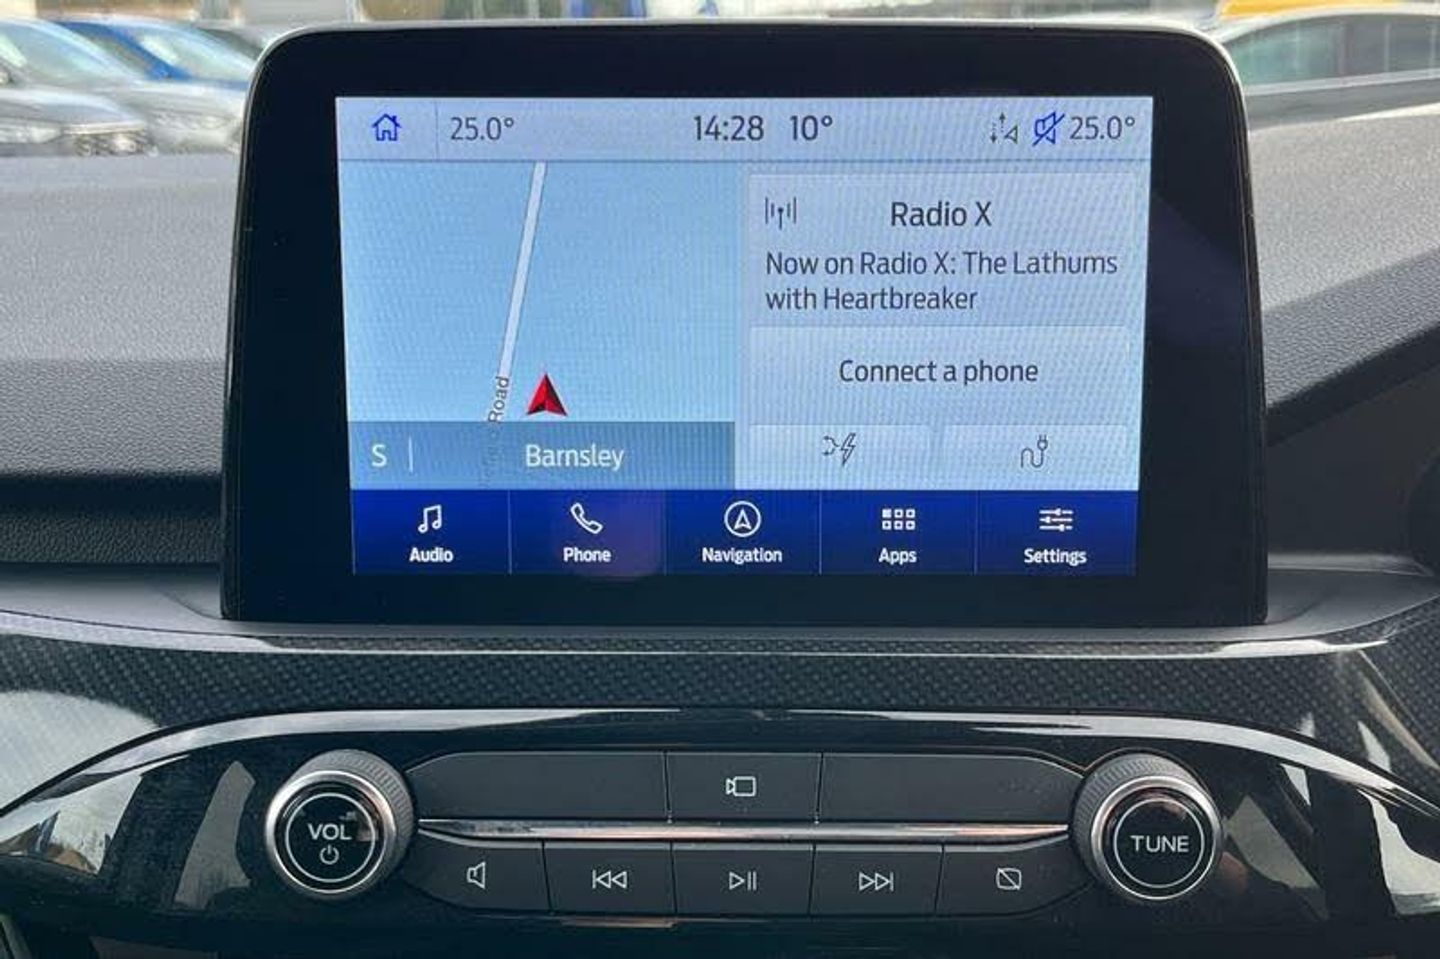 25.0° 14:28 10° 25.0°
Radio X
Now on Radio X: The Lathums
with Heartbreaker
Connect a phone
Road
S Barnsley
Audio Phone Navigation Apps Settings
VOL
TUNE